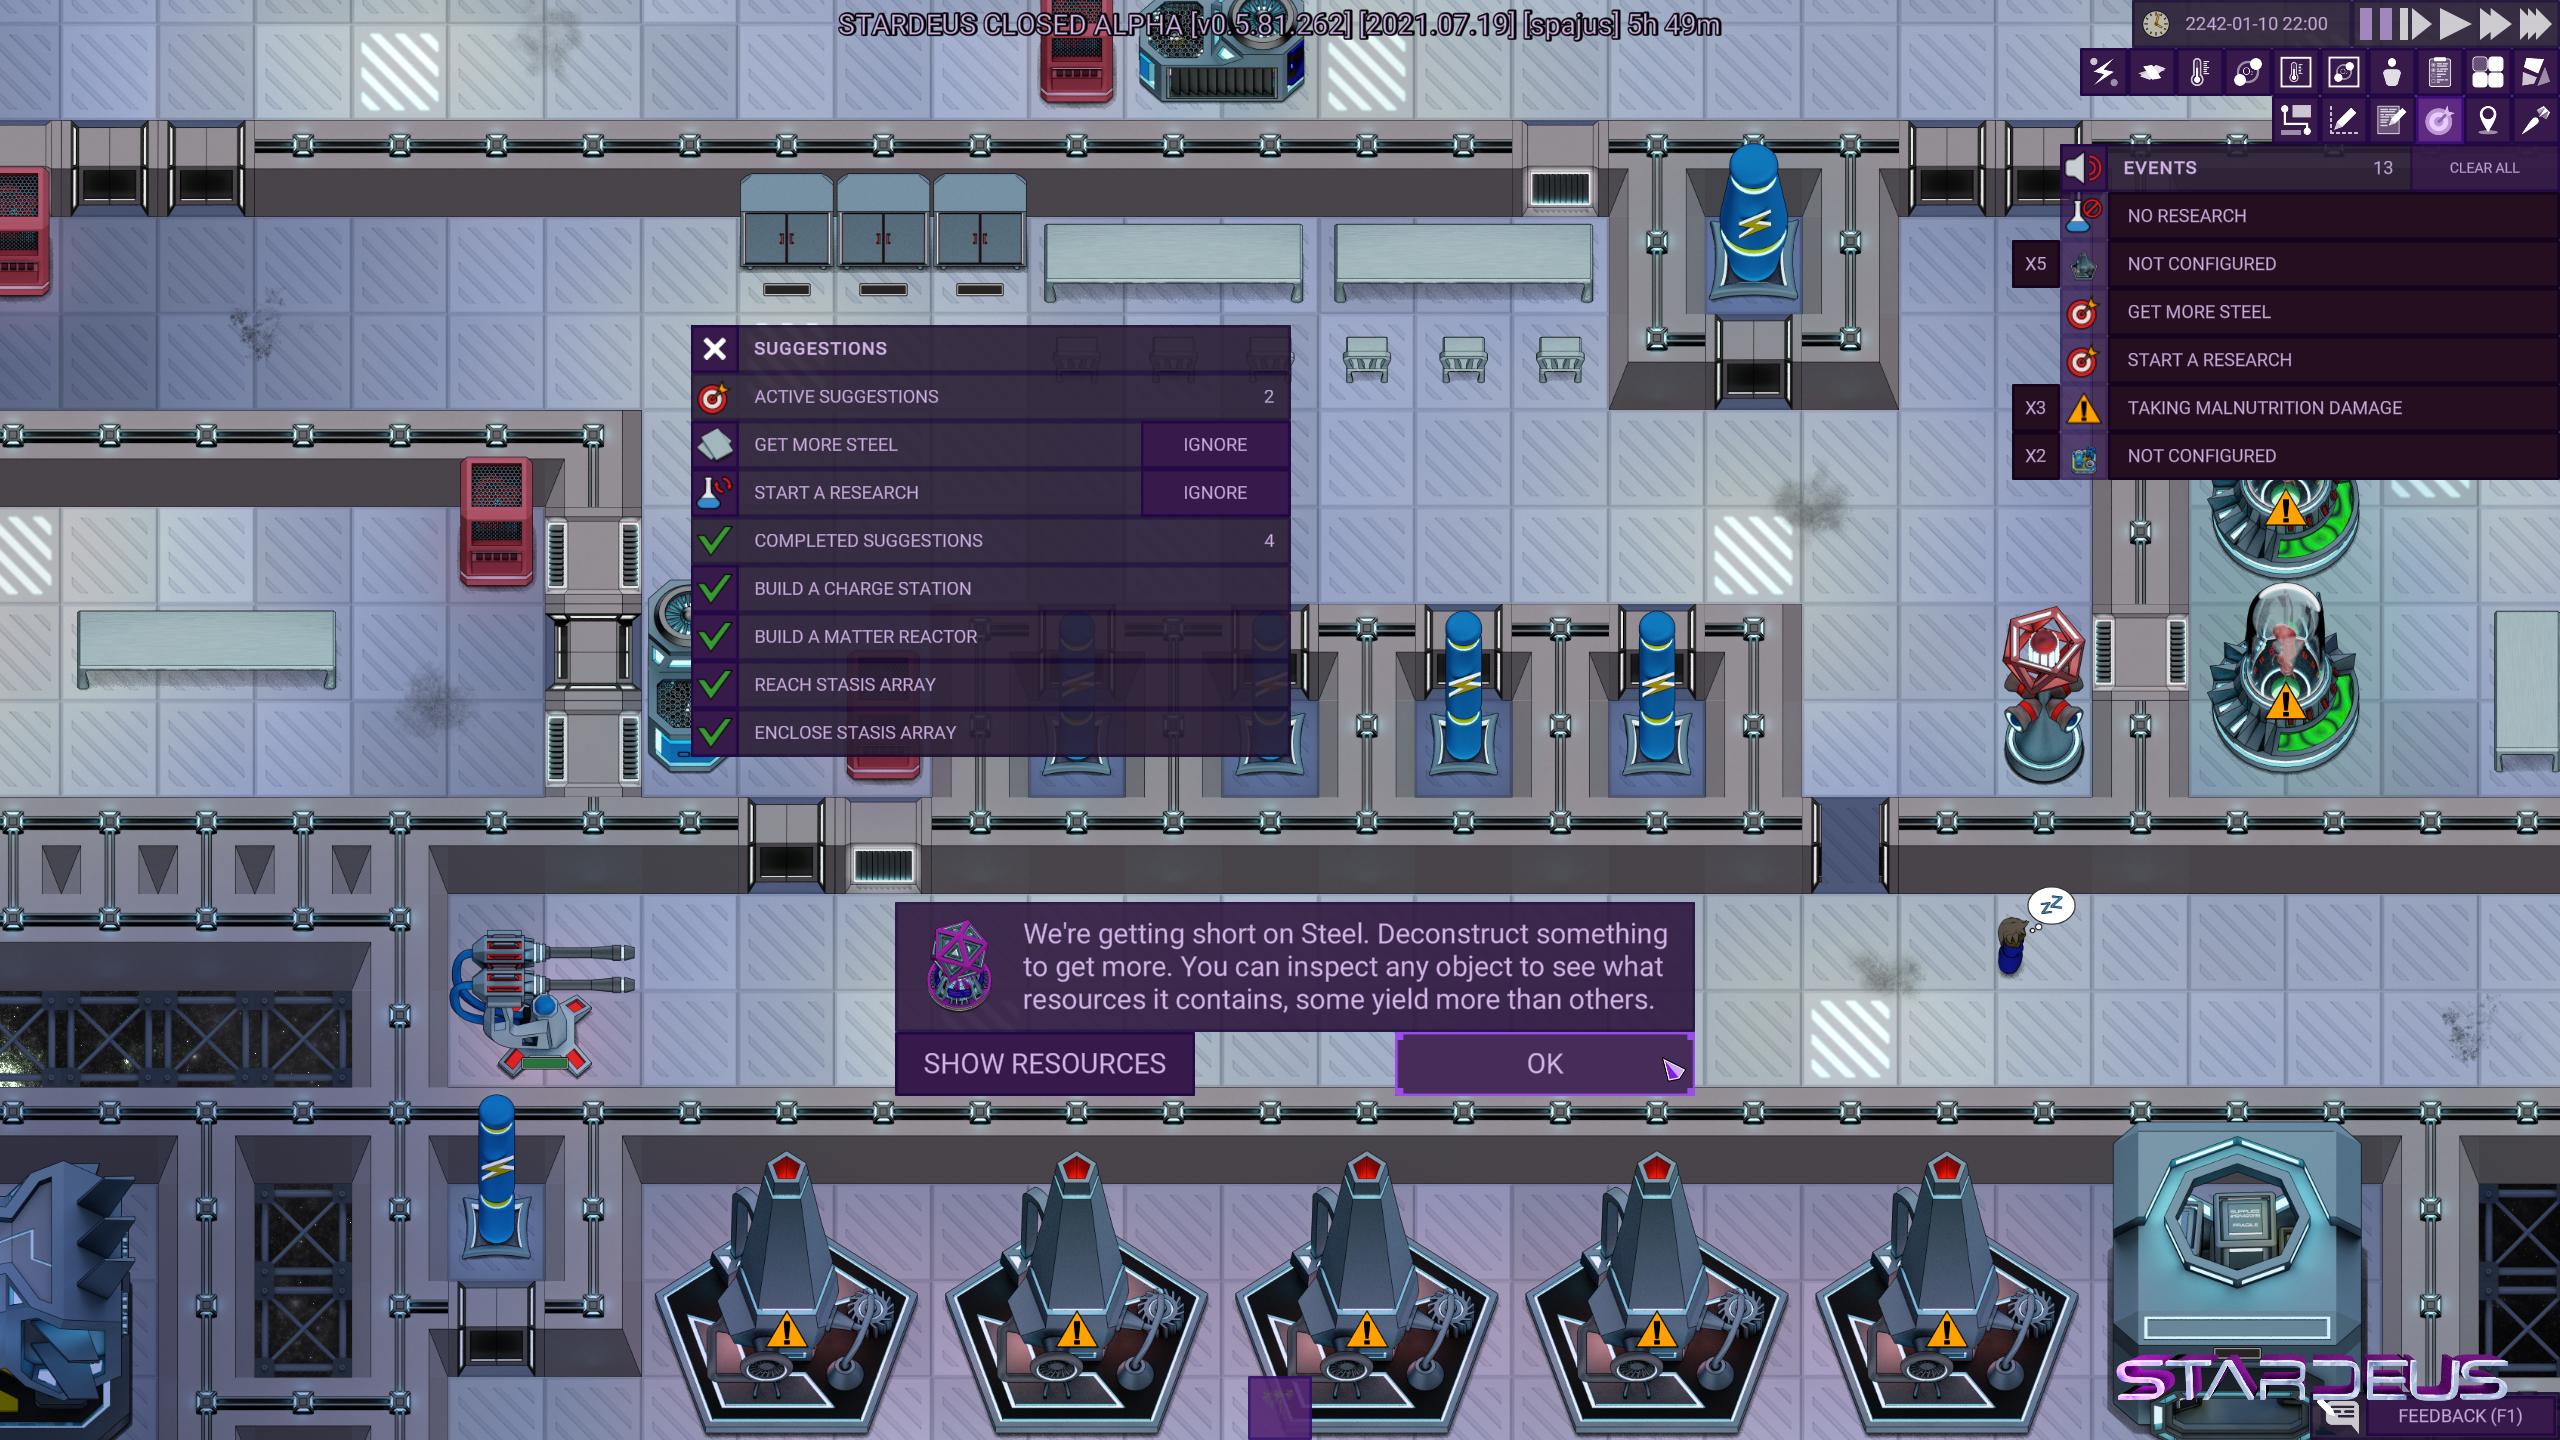 STARDEUS CLOSED ALPHA [v0.5.81.262] [2021.07.19] [spajus] 5h 49m
2242-01-10 22:00
EVENTS 13 CLEAR ALL
NO RESEARCH
X5 NOT CONFIGURED
GET MORE STEEL
START A RESEARCH
X3 TAKING MALNUTRITION DAMAGE
X2 NOT CONFIGURED
SUGGESTIONS
ACTIVE SUGGESTIONS 2
GET MORE STEEL IGNORE
START A RESEARCH IGNORE
COMPLETED SUGGESTIONS 4
BUILD A CHARGE STATION
BUILD A MATTER REACTOR
REACH STASIS ARRAY
ENCLOSE STASIS ARRAY
zZ
We're getting short on Steel. Deconstruct something
to get more. You can inspect any object to see what
resources it contains, some yield more than others.
SHOW RESOURCES OK
FRAGILE
STARDEUS
FEEDBACK (F1)